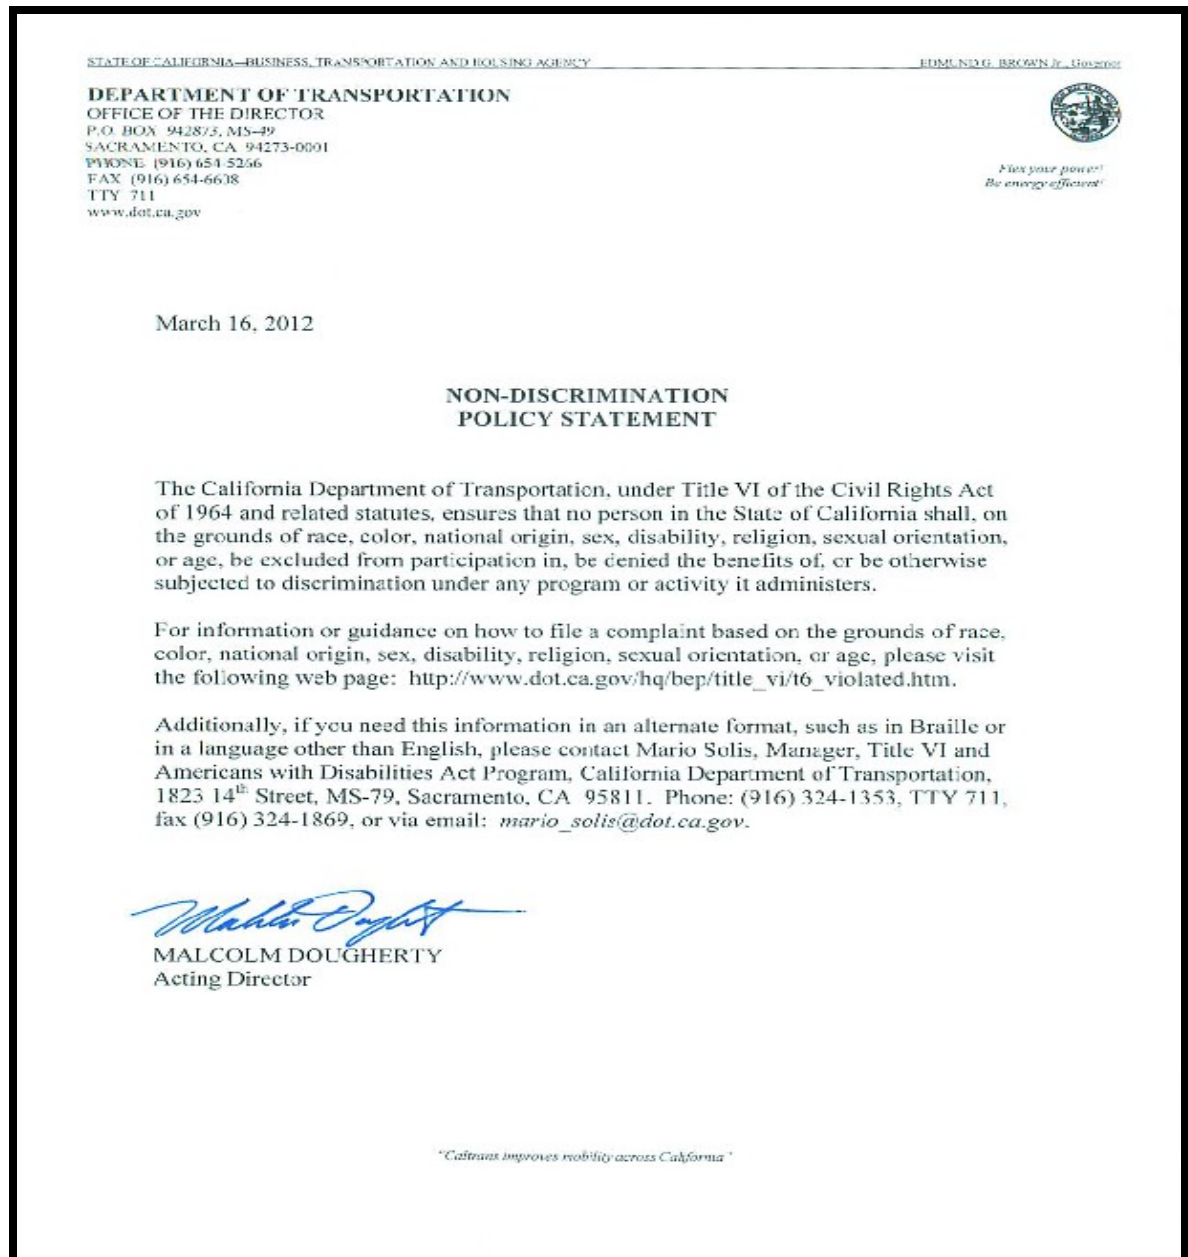 STATE OF CALIFORNIA—BUSINESS, TRANSPORTATION AND HOUSING AGENCY EDMUND G. BROWN Jr., Governor
DEPARTMENT OF TRANSPORTATION
OFFICE OF THE DIRECTOR
P.O. BOX 942873, MS-49
SACRAMENTO, CA 94273-0001
PHONE (916) 654-5266
FAX (916) 654-6608
TTY 711
www.dot.ca.gov
Flex your power!
Be energy efficient!
March 16, 2012
NON-DISCRIMINATION
POLICY STATEMENT
The California Department of Transportation, under Title VI of the Civil Rights Act
of 1964 and related statutes, ensures that no person in the State of California shall, on
the grounds of race, color, national origin, sex, disability, religion, sexual orientation,
or age, be excluded from participation in, be denied the benefits of, or be otherwise
subjected to discrimination under any program or activity it administers.
For information or guidance on how to file a complaint based on the grounds of race,
color, national origin, sex, disability, religion, sexual orientation, or age, please visit
the following web page: http://www.dot.ca.gov/hq/bep/title_vi/t6_violated.htm.
Additionally, if you need this information in an alternate format, such as in Braille or
in a language other than English, please contact Mario Solis, Manager, Title VI and
Americans with Disabilities Act Program, California Department of Transportation,
1823 14th Street, MS-79, Sacramento, CA 95811. Phone: (916) 324-1353, TTY 711,
fax (916) 324-1869, or via email: mario_solis@dot.ca.gov.
MALCOLM DOUGHERTY
Acting Director
"Caltrans improves mobility across California"